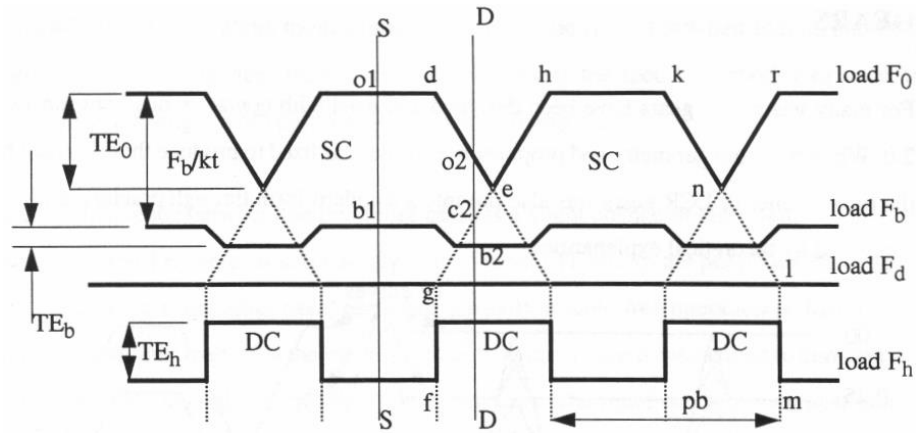 S D
o1 d h k r load F0
TE0 Fb/kt SC o2 e SC n
b1 c2 load Fb
b2 l load Fd
g
TEb
TEh DC DC DC load Fh
S f D pb m